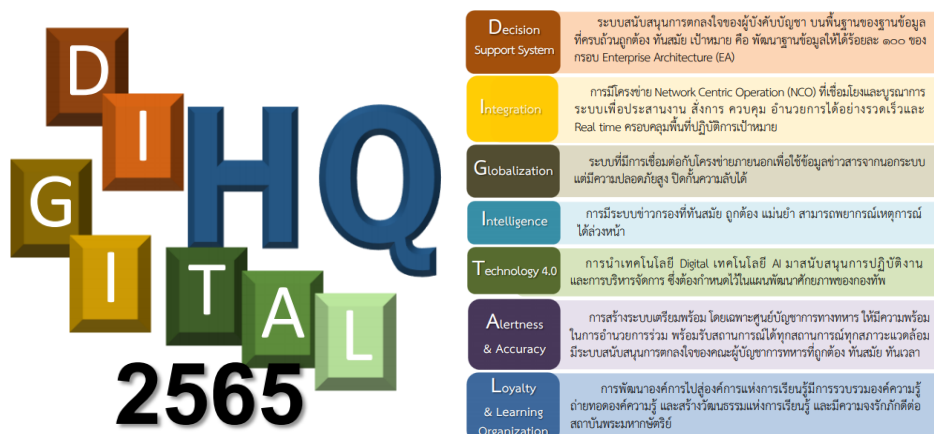 D
I
G
I
T
A
L
HQ
2565
Decision
Support System
ระบบสนับสนุนการตกลงใจของผู้บังคับบัญชา บนพื้นฐานของฐานข้อมูล
ที่ครบถ้วนถูกต้อง ทันสมัย เป้าหมาย คือ พัฒนาฐานข้อมูลให้ได้ร้อยละ ๑๐๐ ของ
กรอบ Enterprise Architecture (EA)
Integration
การมีโครงข่าย Network Centric Operation (NCO) ที่เชื่อมโยงและบูรณาการ
ระบบเพื่อประสานงาน สั่งการ ควบคุม อำนวยการได้อย่างรวดเร็วและ
Real time ครอบคลุมพื้นที่ปฏิบัติการเป้าหมาย
Globalization
ระบบที่มีการเชื่อมต่อกับโครงข่ายภายนอกเพื่อใช้ข้อมูลข่าวสารจากนอกระบบ
แต่มีความปลอดภัยสูง ปิดกั้นความลับได้
Intelligence
การมีระบบข่าวกรองที่ทันสมัย ถูกต้อง แม่นยำ สามารถพยากรณ์เหตุการณ์
ได้ล่วงหน้า
Technology 4.0
การนำเทคโนโลยี Digital เทคโนโลยี AI มาสนับสนุนการปฏิบัติงาน
และการบริหารจัดการ ซึ่งต้องกำหนดไว้ในแผนพัฒนาศักยภาพของกองทัพ
Alertness
& Accuracy
การสร้างระบบเตรียมพร้อม โดยเฉพาะศูนย์บัญชาการทางทหาร ให้มีความพร้อม
ในการอำนวยการร่วม พร้อมรับสถานการณ์ได้ทุกสถานการณ์ทุกสภาวะแวดล้อม
มีระบบสนับสนุนการตกลงใจของคณะผู้บัญชาการทหารที่ถูกต้อง ทันสมัย ทันเวลา
Loyalty
& Learning
Organization
การพัฒนาองค์การไปสู่องค์การแห่งการเรียนรู้มีการรวบรวมองค์ความรู้
ถ่ายทอดองค์ความรู้ และสร้างวัฒนธรรมแห่งการเรียนรู้ และมีความจงรักภักดีต่อ
สถาบันพระมหากษัตริย์